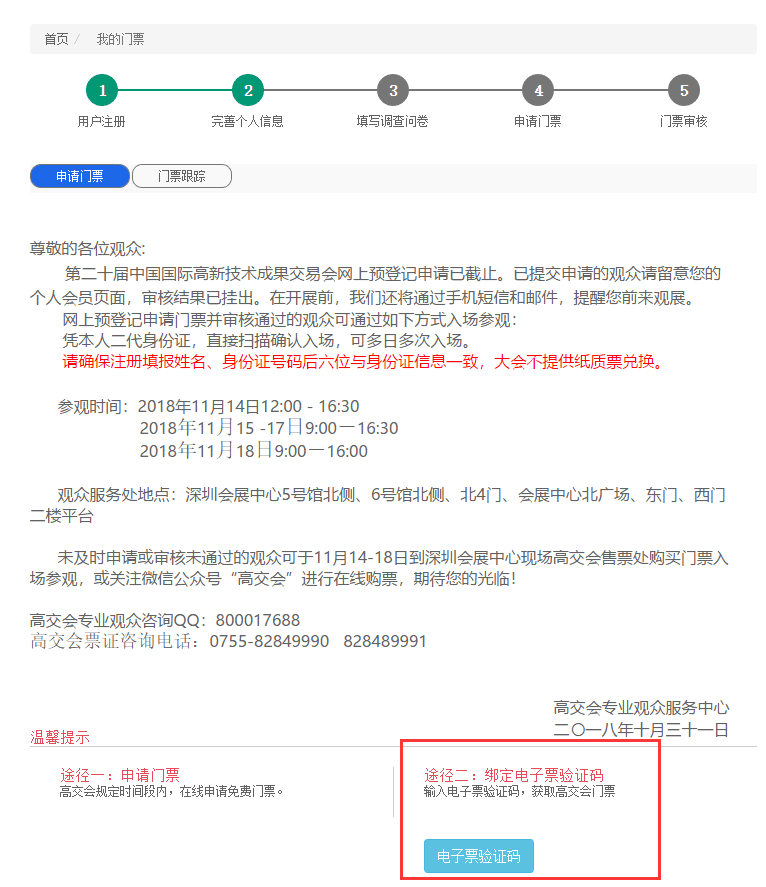 首页 / 我的门票
1 2 3 4 5
用户注册 完善个人信息 填写调查问卷 申请门票 门票审核
申请门票 门票跟踪
尊敬的各位观众:
第二十届中国国际高新技术成果交易会网上预登记申请已截止。已提交申请的观众请留意您的
个人会员页面，审核结果已挂出。在开展前，我们还将通过手机短信和邮件，提醒您前来观展。
网上预登记申请门票并审核通过的观众可通过如下方式入场参观：
凭本人二代身份证，直接扫描确认入场，可多日多次入场。
请确保注册填报姓名、身份证号码后六位与身份证信息一致，大会不提供纸质票兑换。
参观时间：2018年11月14日12:00 - 16:30
2018年11月15 -17日9:00－16:30
2018年11月18日9:00－16:00
观众服务处地点：深圳会展中心5号馆北侧、6号馆北侧、北4门、会展中心北广场、东门、西门
二楼平台
未及时申请或审核未通过的观众可于11月14-18日到深圳会展中心现场高交会售票处购买门票入
场参观，或关注微信公众号“高交会”进行在线购票，期待您的光临！
高交会专业观众咨询QQ：800017688
高交会票证咨询电话：0755-82849990 828489991
高交会专业观众服务中心
二〇一八年十月三十一日
温馨提示
途径一：申请门票
高交会规定时间段内，在线申请免费门票。
途径二：绑定电子票验证码
输入电子票验证码，获取高交会门票
电子票验证码